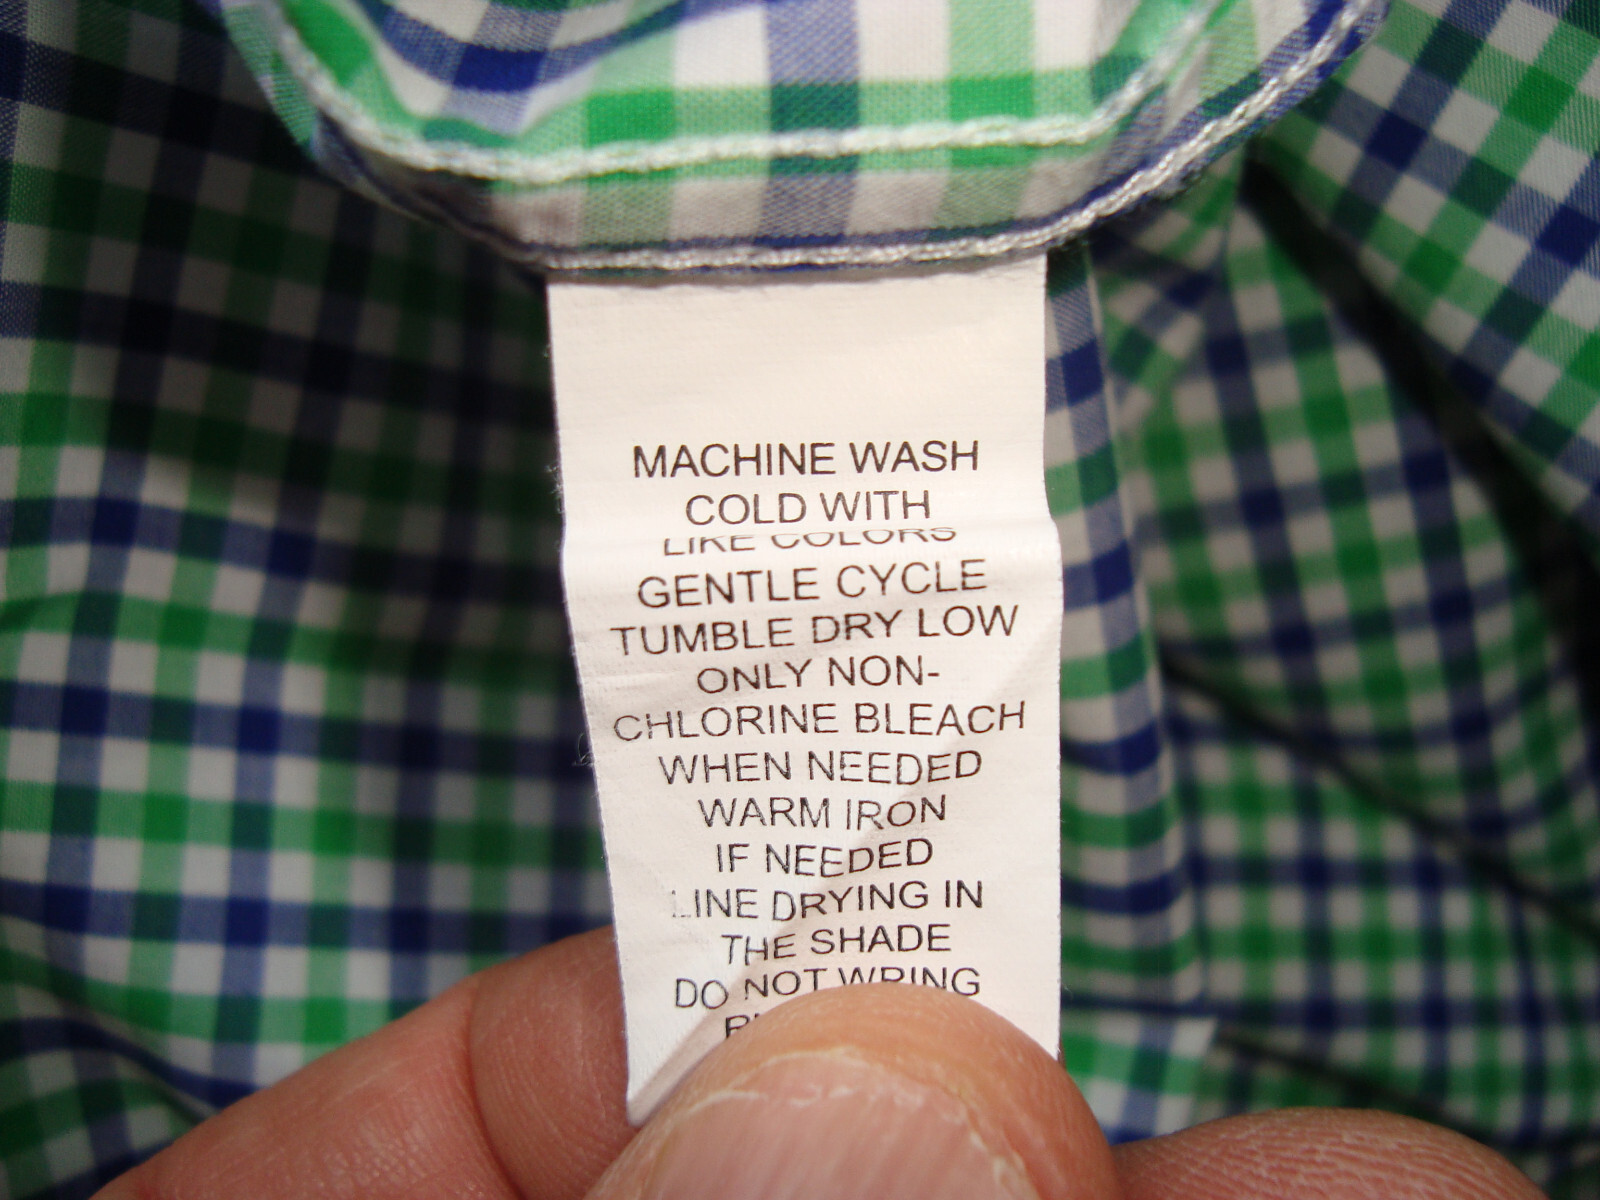 MACHINE WASH
COLD WITH
LIKE COLORS
GENTLE CYCLE
TUMBLE DRY LOW
ONLY NON-
CHLORINE BLEACH
WHEN NEEDED
WARM IRON
IF NEEDED
LINE DRYING IN
THE SHADE
DO NOT WRING